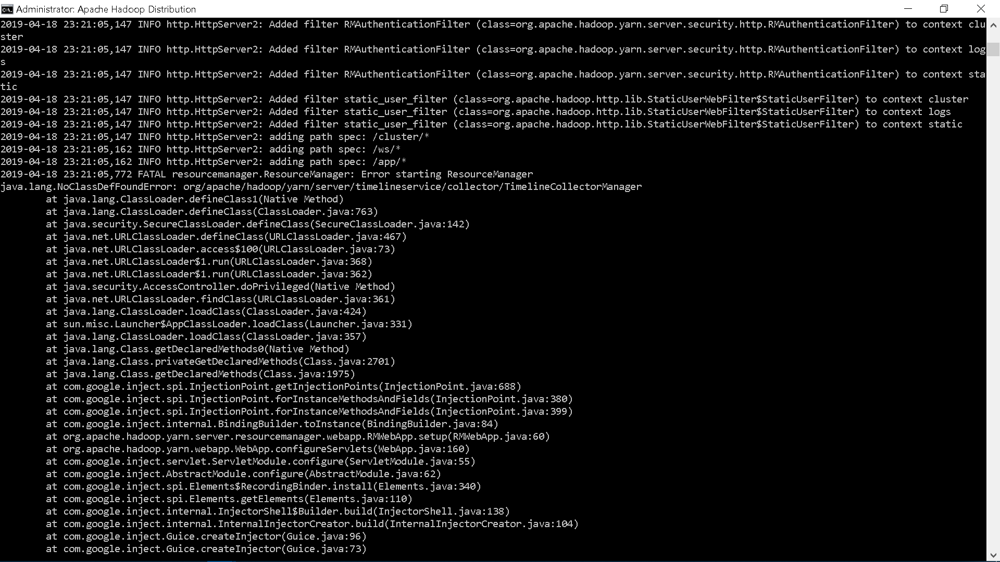 Administrator: Apache Hadoop Distribution
2019-04-18 23:21:05,147 INFO http.HttpServer2: Added filter RMAuthenticationFilter (class=org.apache.hadoop.yarn.server.security.http.RMAuthenticationFilter) to context clu
ster
2019-04-18 23:21:05,147 INFO http.HttpServer2: Added filter RMAuthenticationFilter (class=org.apache.hadoop.yarn.server.security.http.RMAuthenticationFilter) to context log
s
2019-04-18 23:21:05,147 INFO http.HttpServer2: Added filter RMAuthenticationFilter (class=org.apache.hadoop.yarn.server.security.http.RMAuthenticationFilter) to context sta
tic
2019-04-18 23:21:05,147 INFO http.HttpServer2: Added filter static_user_filter (class=org.apache.hadoop.http.lib.StaticUserWebFilter$StaticUserFilter) to context cluster
2019-04-18 23:21:05,147 INFO http.HttpServer2: Added filter static_user_filter (class=org.apache.hadoop.http.lib.StaticUserWebFilter$StaticUserFilter) to context logs
2019-04-18 23:21:05,147 INFO http.HttpServer2: Added filter static_user_filter (class=org.apache.hadoop.http.lib.StaticUserWebFilter$StaticUserFilter) to context static
2019-04-18 23:21:05,147 INFO http.HttpServer2: adding path spec: /cluster/*
2019-04-18 23:21:05,162 INFO http.HttpServer2: adding path spec: /ws/*
2019-04-18 23:21:05,162 INFO http.HttpServer2: adding path spec: /app/*
2019-04-18 23:21:05,772 FATAL resourcemanager.ResourceManager: Error starting ResourceManager
java.lang.NoClassDefFoundError: org/apache/hadoop/yarn/server/timelineservice/collector/TimelineCollectorManager
at java.lang.ClassLoader.defineClass1(Native Method)
at java.lang.ClassLoader.defineClass(ClassLoader.java:763)
at java.security.SecureClassLoader.defineClass(SecureClassLoader.java:142)
at java.net.URLClassLoader.defineClass(URLClassLoader.java:467)
at java.net.URLClassLoader.access$100(URLClassLoader.java:73)
at java.net.URLClassLoader$1.run(URLClassLoader.java:368)
at java.net.URLClassLoader$1.run(URLClassLoader.java:362)
at java.security.AccessController.doPrivileged(Native Method)
at java.net.URLClassLoader.findClass(URLClassLoader.java:361)
at java.lang.ClassLoader.loadClass(ClassLoader.java:424)
at sun.misc.Launcher$AppClassLoader.loadClass(Launcher.java:331)
at java.lang.ClassLoader.loadClass(ClassLoader.java:357)
at java.lang.Class.getDeclaredMethods0(Native Method)
at java.lang.Class.privateGetDeclaredMethods(Class.java:2701)
at java.lang.Class.getDeclaredMethods(Class.java:1975)
at com.google.inject.spi.InjectionPoint.getInjectionPoints(InjectionPoint.java:688)
at com.google.inject.spi.InjectionPoint.forInstanceMethodsAndFields(InjectionPoint.java:380)
at com.google.inject.spi.InjectionPoint.forInstanceMethodsAndFields(InjectionPoint.java:399)
at com.google.inject.internal.BindingBuilder.toInstance(BindingBuilder.java:84)
at org.apache.hadoop.yarn.server.resourcemanager.webapp.RMWebApp.setup(RMWebApp.java:60)
at org.apache.hadoop.yarn.webapp.WebApp.configureServlets(WebApp.java:160)
at com.google.inject.servlet.ServletModule.configure(ServletModule.java:55)
at com.google.inject.AbstractModule.configure(AbstractModule.java:62)
at com.google.inject.spi.Elements$RecordingBinder.install(Elements.java:340)
at com.google.inject.spi.Elements.getElements(Elements.java:110)
at com.google.inject.internal.InjectorShell$Builder.build(InjectorShell.java:138)
at com.google.inject.internal.InternalInjectorCreator.build(InternalInjectorCreator.java:104)
at com.google.inject.Guice.createInjector(Guice.java:96)
at com.google.inject.Guice.createInjector(Guice.java:73)